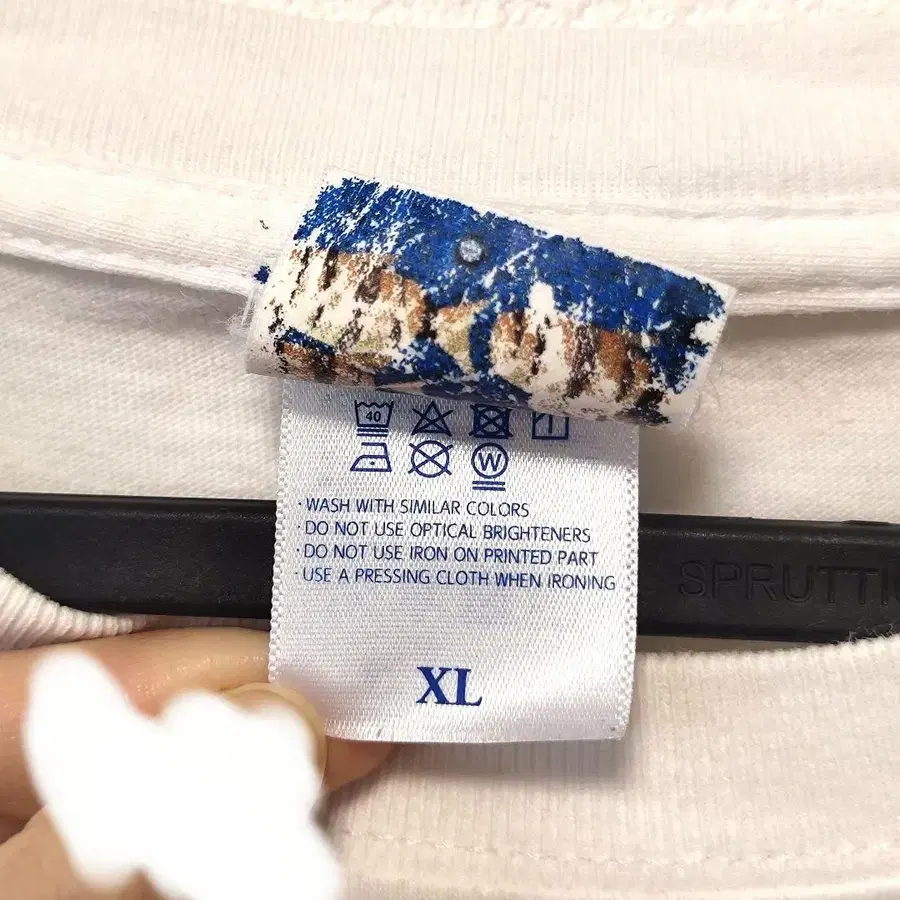 40
W
· WASH WITH SIMILAR COLORS
· DO NOT USE OPTICAL BRIGHTENERS
· DO NOT USE IRON ON PRINTED PART
· USE A PRESSING CLOTH WHEN IRONING
SPRUTTI
XL